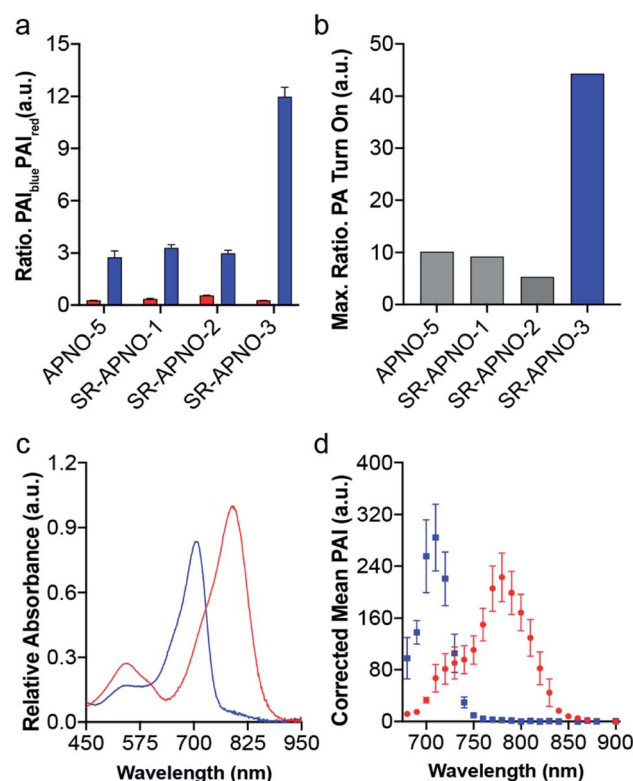 a
Ratio. PAI_blue PAI_red (a.u.)
15
12
9
6
3
0
APNO-5
SR-APNO-1
SR-APNO-2
SR-APNO-3
b
Max. Ratio. PA Turn On (a.u.)
50
40
30
20
10
0
APNO-5
SR-APNO-1
SR-APNO-2
SR-APNO-3
c
Relative Absorbance (a.u.)
1.2
0.9
0.6
0.3
0.0
450 575 700 825 950
Wavelength (nm)
d
Corrected Mean PAI (a.u.)
400
320
240
160
80
0
700 750 800 850 900
Wavelength (nm)